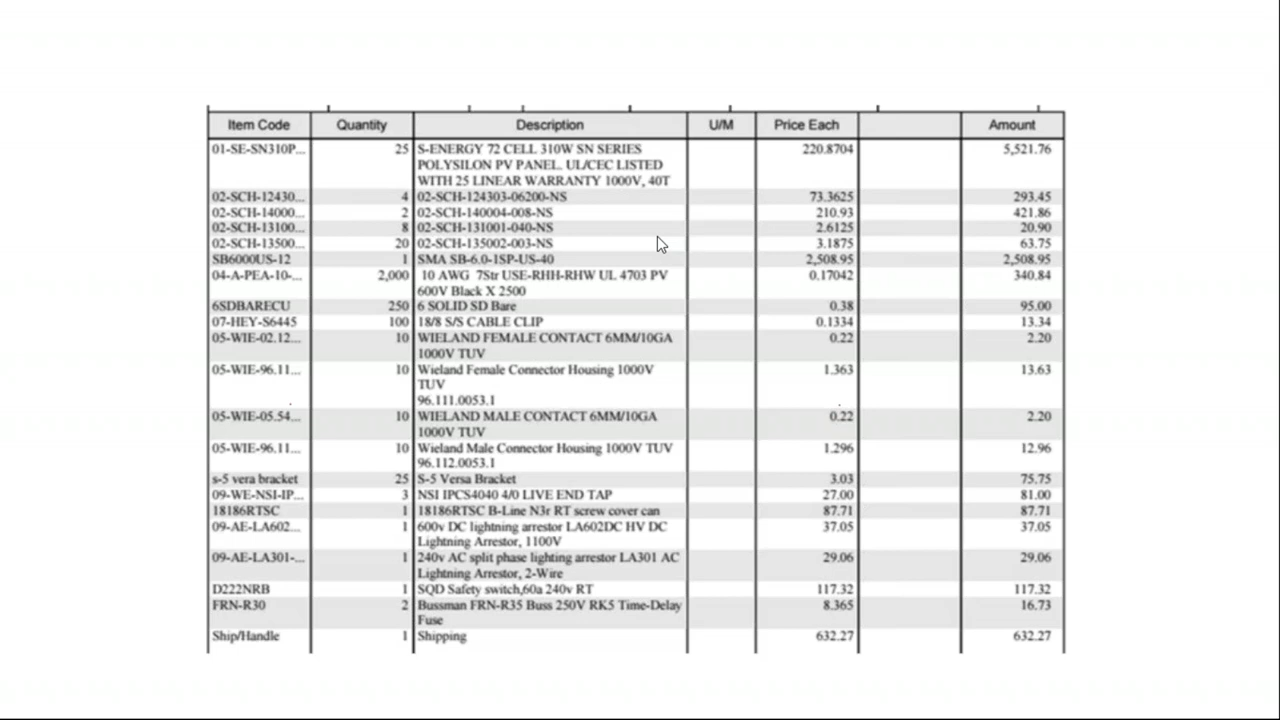 Item Code Quantity Description U/M Price Each Amount
01-SE-SN310P... 25 S-ENERGY 72 CELL 310W SN SERIES 220.8704 5,521.76
POLYSILON PV PANEL. UL/CEC LISTED
WITH 25 LINEAR WARRANTY 1000V, 40T
02-SCH-12430... 4 02-SCH-124303-06200-NS 73.3625 293.45
02-SCH-14000... 2 02-SCH-140004-008-NS 210.93 421.86
02-SCH-13100... 8 02-SCH-131001-040-NS 2.6125 20.90
02-SCH-13500... 20 02-SCH-135002-003-NS 3.1875 63.75
SB6000US-12 1 SMA SB-6.0-1SP-US-40 2,508.95 2,508.95
04-A-PEA-10-... 2,000 10 AWG 7Str USE-RHH-RHW UL 4703 PV 0.17042 340.84
600V Black X 2500
6SDBARECU 250 6 SOLID SD Bare 0.38 95.00
07-HEY-S6445 100 18/8 S/S CABLE CLIP 0.1334 13.34
05-WIE-02.12... 10 WIELAND FEMALE CONTACT 6MM/10GA 0.22 2.20
1000V TUV
05-WIE-96.11... 10 Wieland Female Connector Housing 1000V 1.363 13.63
TUV
96.111.0053.1
05-WIE-05.54... 10 WIELAND MALE CONTACT 6MM/10GA 0.22 2.20
1000V TUV
05-WIE-96.11... 10 Wieland Male Connector Housing 1000V TUV 1.296 12.96
96.112.0053.1
s-5 vera bracket 25 S-5 Versa Bracket 3.03 75.75
09-WE-NSI-IP... 3 NSI IPCS4040 4/0 LIVE END TAP 27.00 81.00
18186RTSC 1 18186RTSC B-Line N3r RT screw cover can 87.71 87.71
09-AE-LA602... 1 600v DC lightning arrestor LA602DC HV DC 37.05 37.05
Lightning Arrestor, 1100V
09-AE-LA301-... 1 240v AC split phase lighting arrestor LA301 AC 29.06 29.06
Lightning Arrestor, 2-Wire
D222NRB 1 SQD Safety switch,60a 240v RT 117.32 117.32
FRN-R30 2 Bussman FRN-R35 Buss 250V RK5 Time-Delay 8.365 16.73
Fuse
Ship/Handle 1 Shipping 632.27 632.27